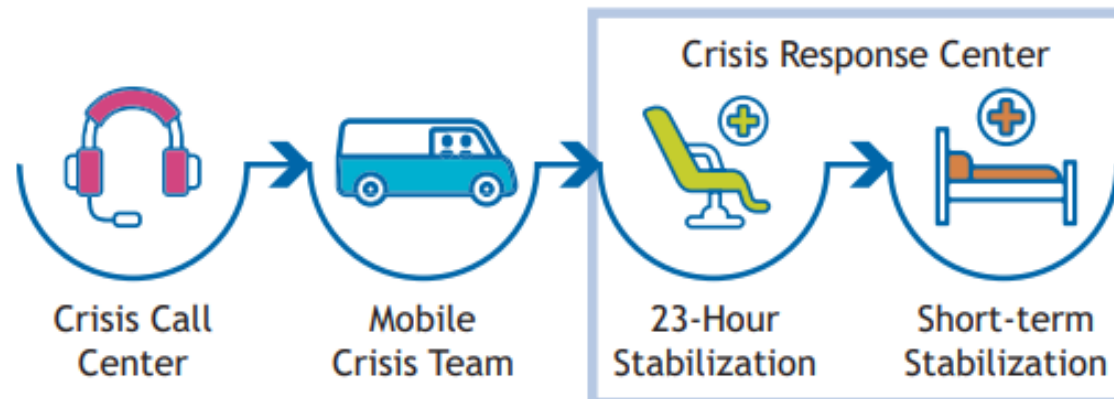 Crisis Response Center
Crisis Call
Center
Mobile
Crisis Team
23-Hour
Stabilization
Short-term
Stabilization